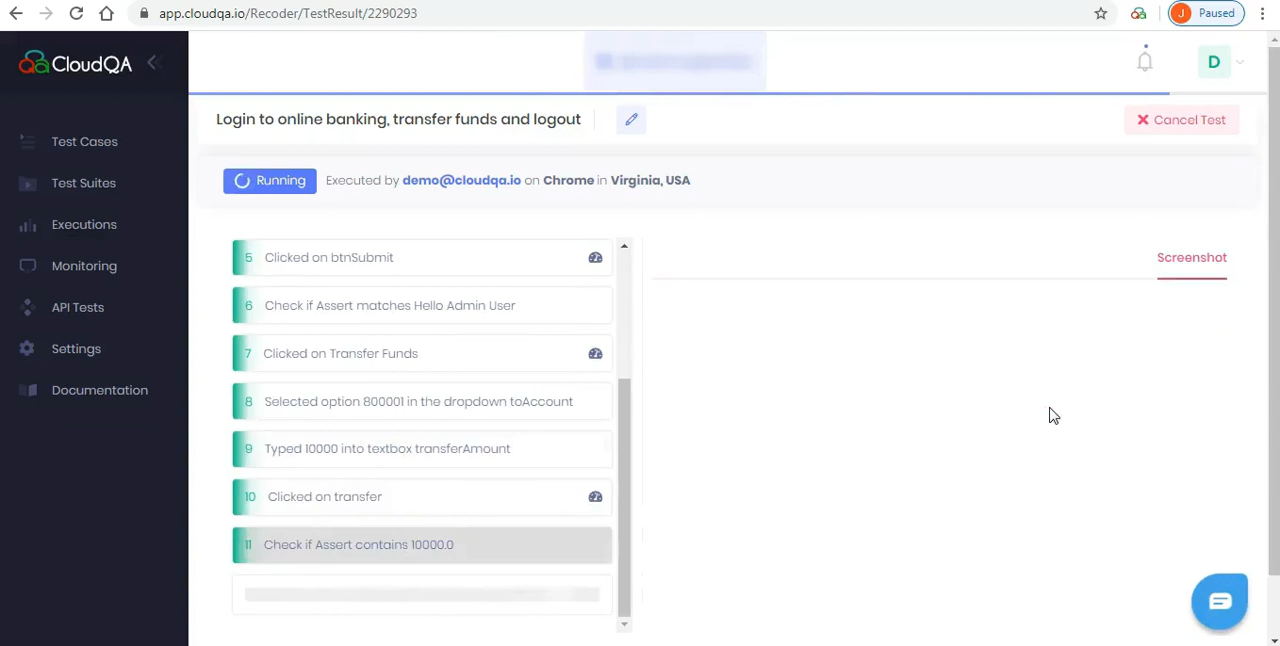 app.cloudqa.io/Recoder/TestResult/2290293
J Paused
CloudQA
D
Login to online banking, transfer funds and logout
Cancel Test
Test Cases
Running
Executed by demo@cloudqa.io on Chrome in Virginia, USA
Test Suites
Executions
Monitoring
API Tests
Settings
Documentation
5 Clicked on btnSubmit
Screenshot
6 Check if Assert matches Hello Admin User
7 Clicked on Transfer Funds
8 Selected option 800001 in the dropdown toAccount
9 Typed 10000 into textbox transferAmount
10 Clicked on transfer
11 Check if Assert contains 10000.0